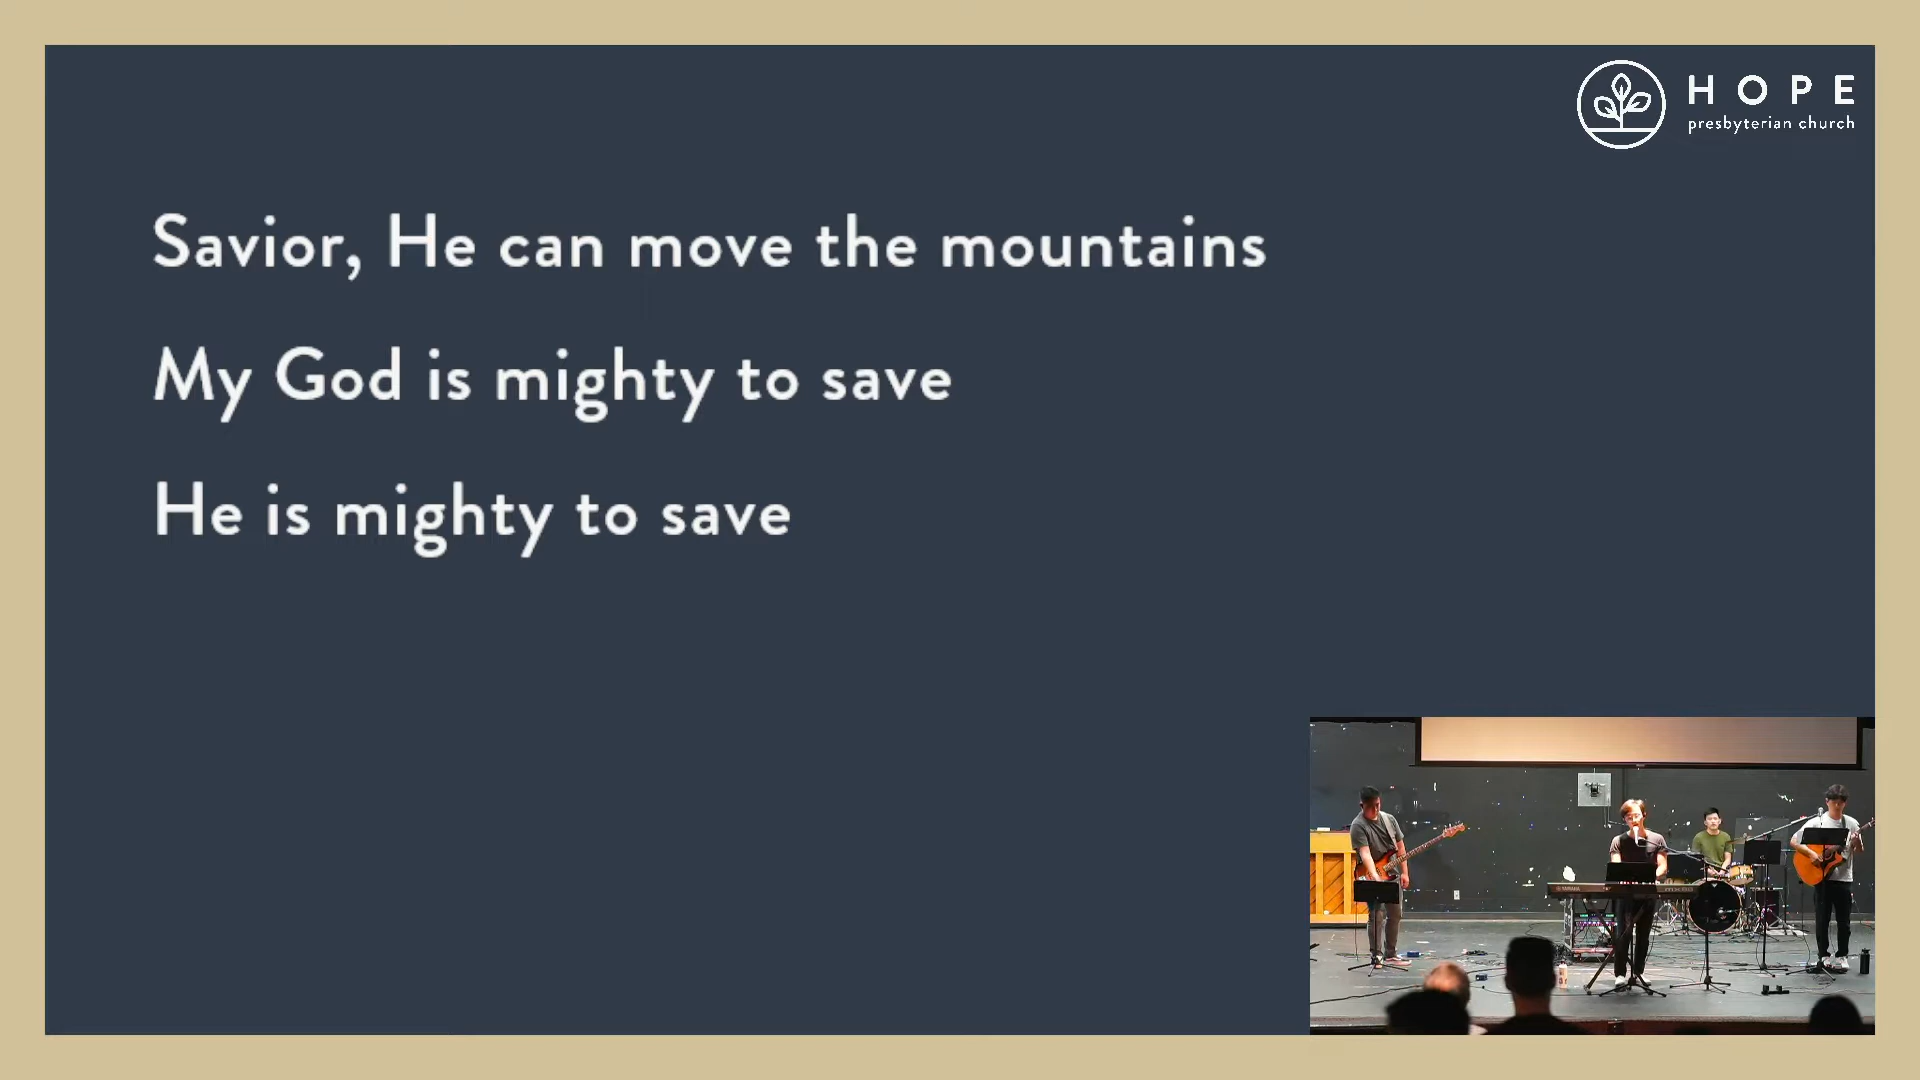 HOPE
presbyterian church
Savior, He can move the mountains
My God is mighty to save
He is mighty to save